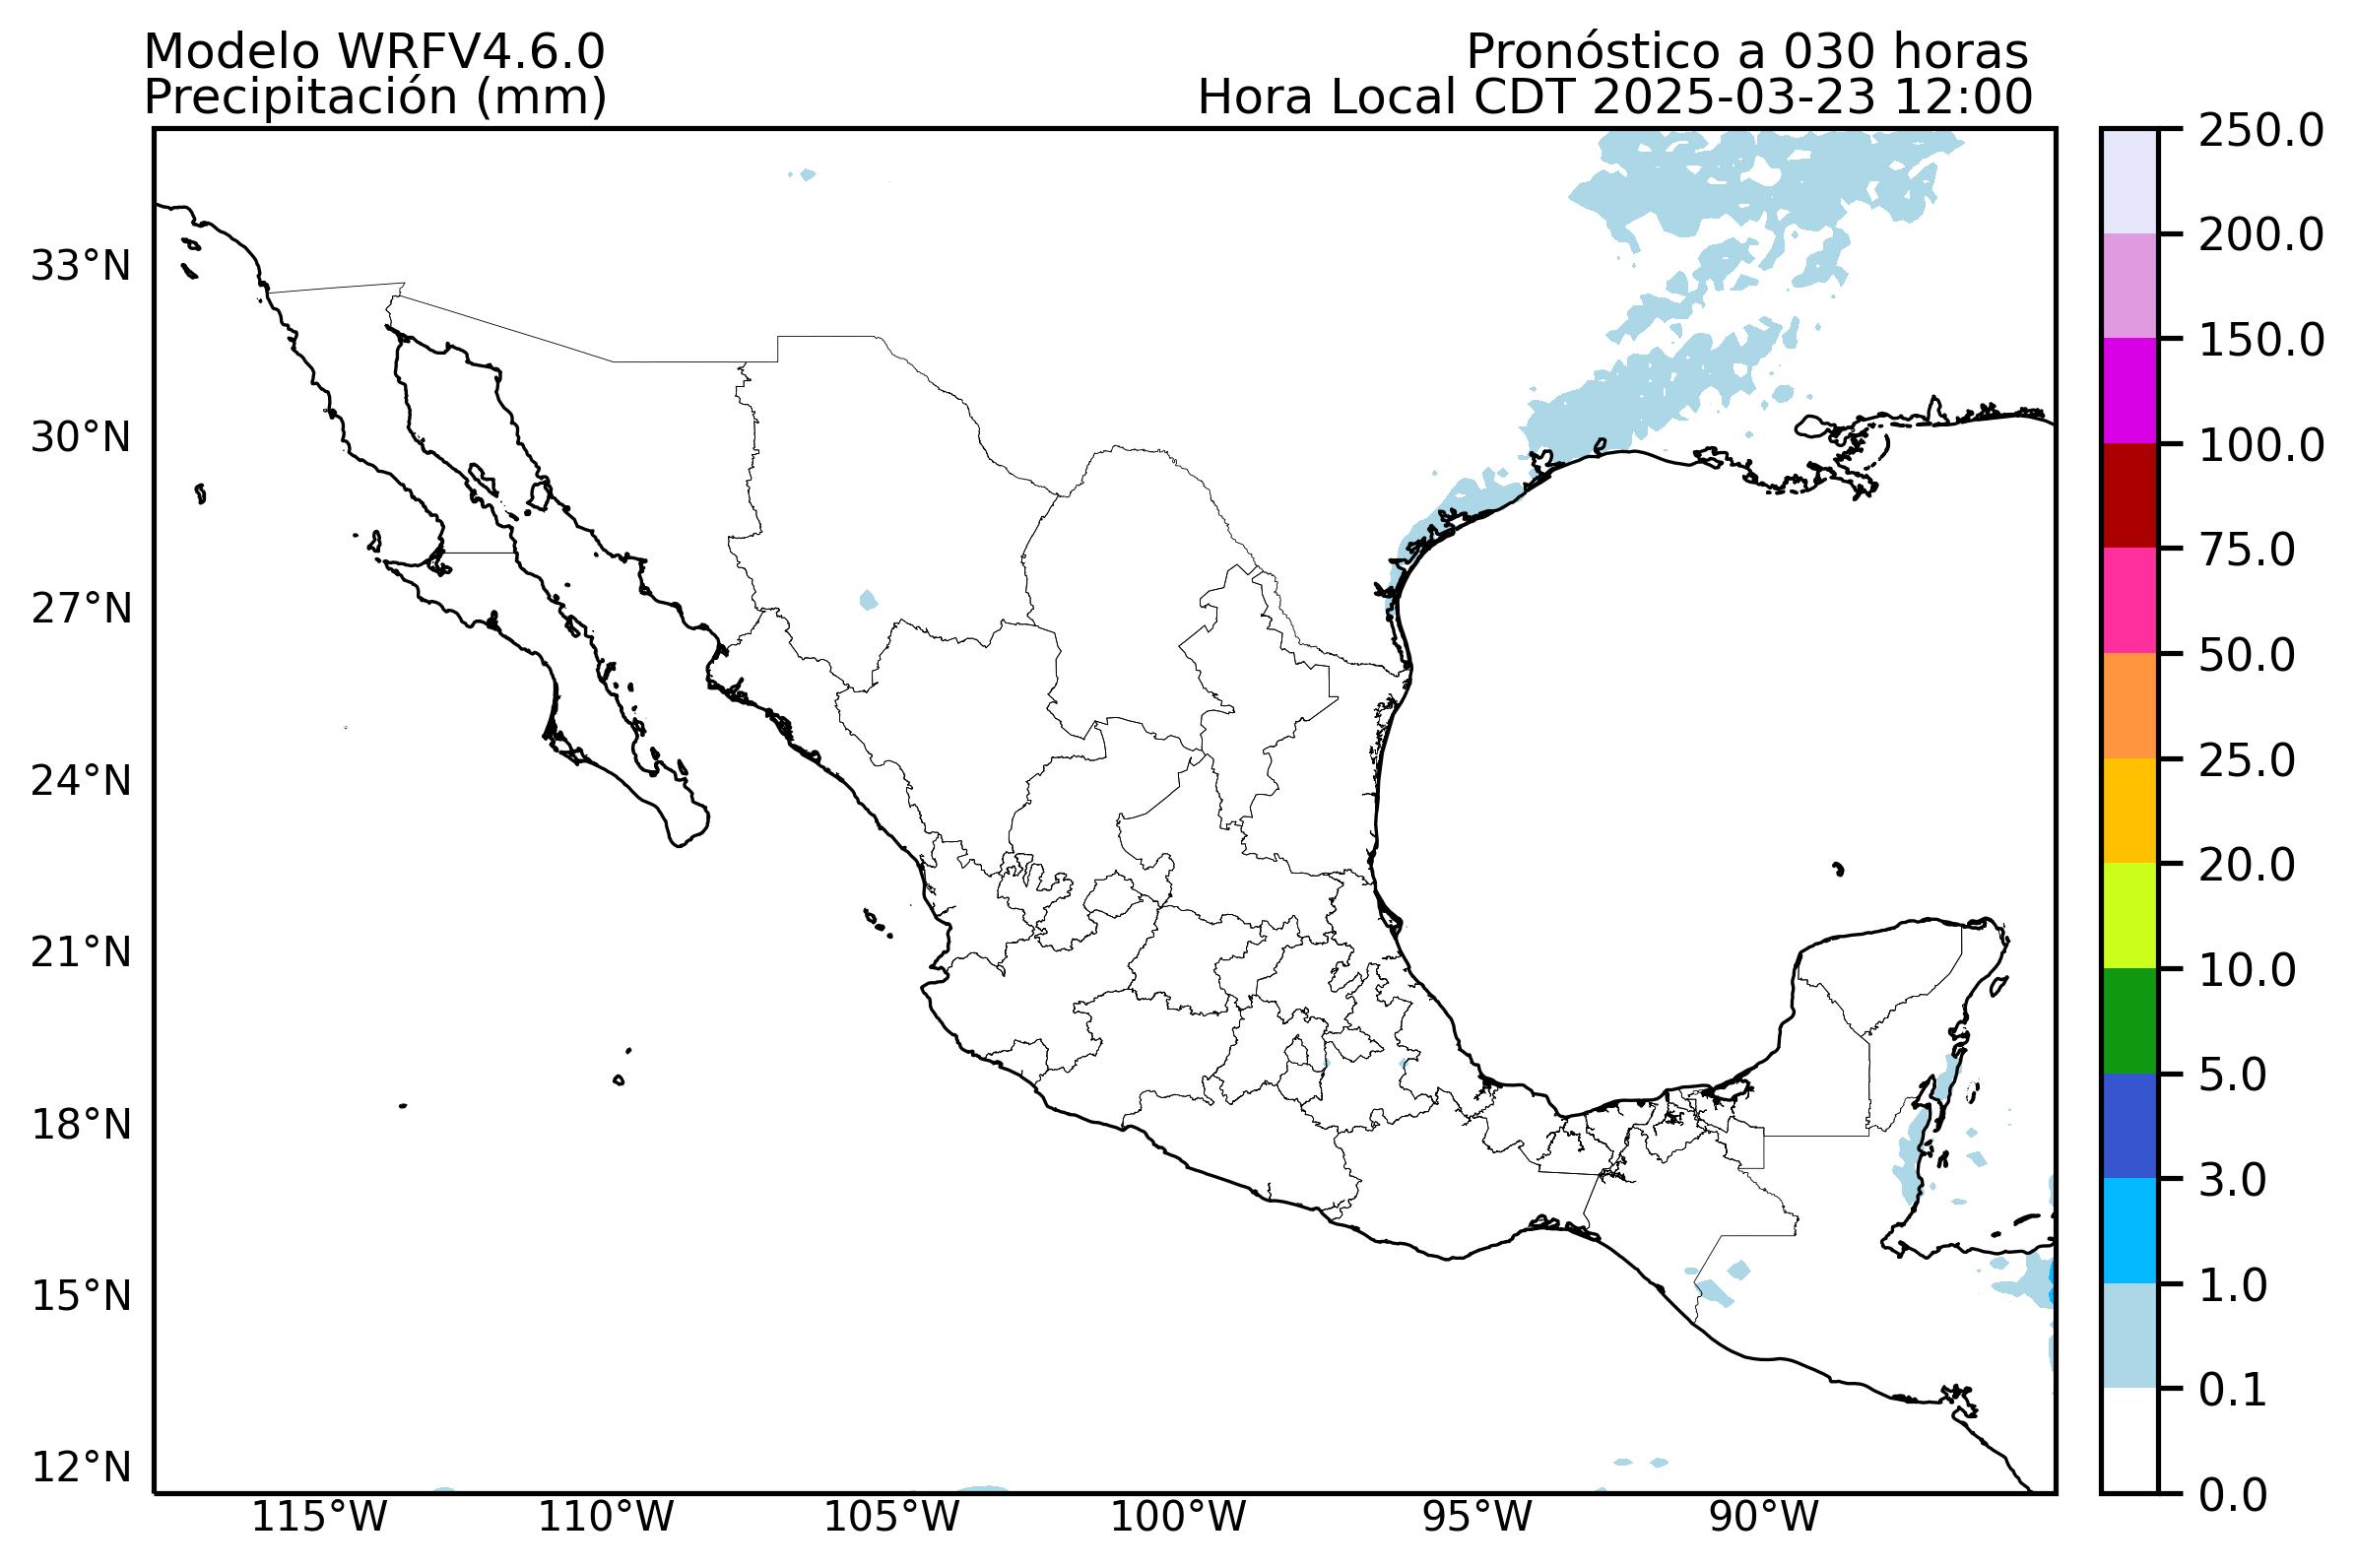 Modelo WRFV4.6.0
Precipitación (mm)
Pronóstico a 030 horas
Hora Local CDT 2025-03-23 12:00
33°N
30°N
27°N
24°N
21°N
18°N
15°N
12°N
115°W
110°W
105°W
100°W
95°W
90°W
250.0
200.0
150.0
100.0
75.0
50.0
25.0
20.0
10.0
5.0
3.0
1.0
0.1
0.0